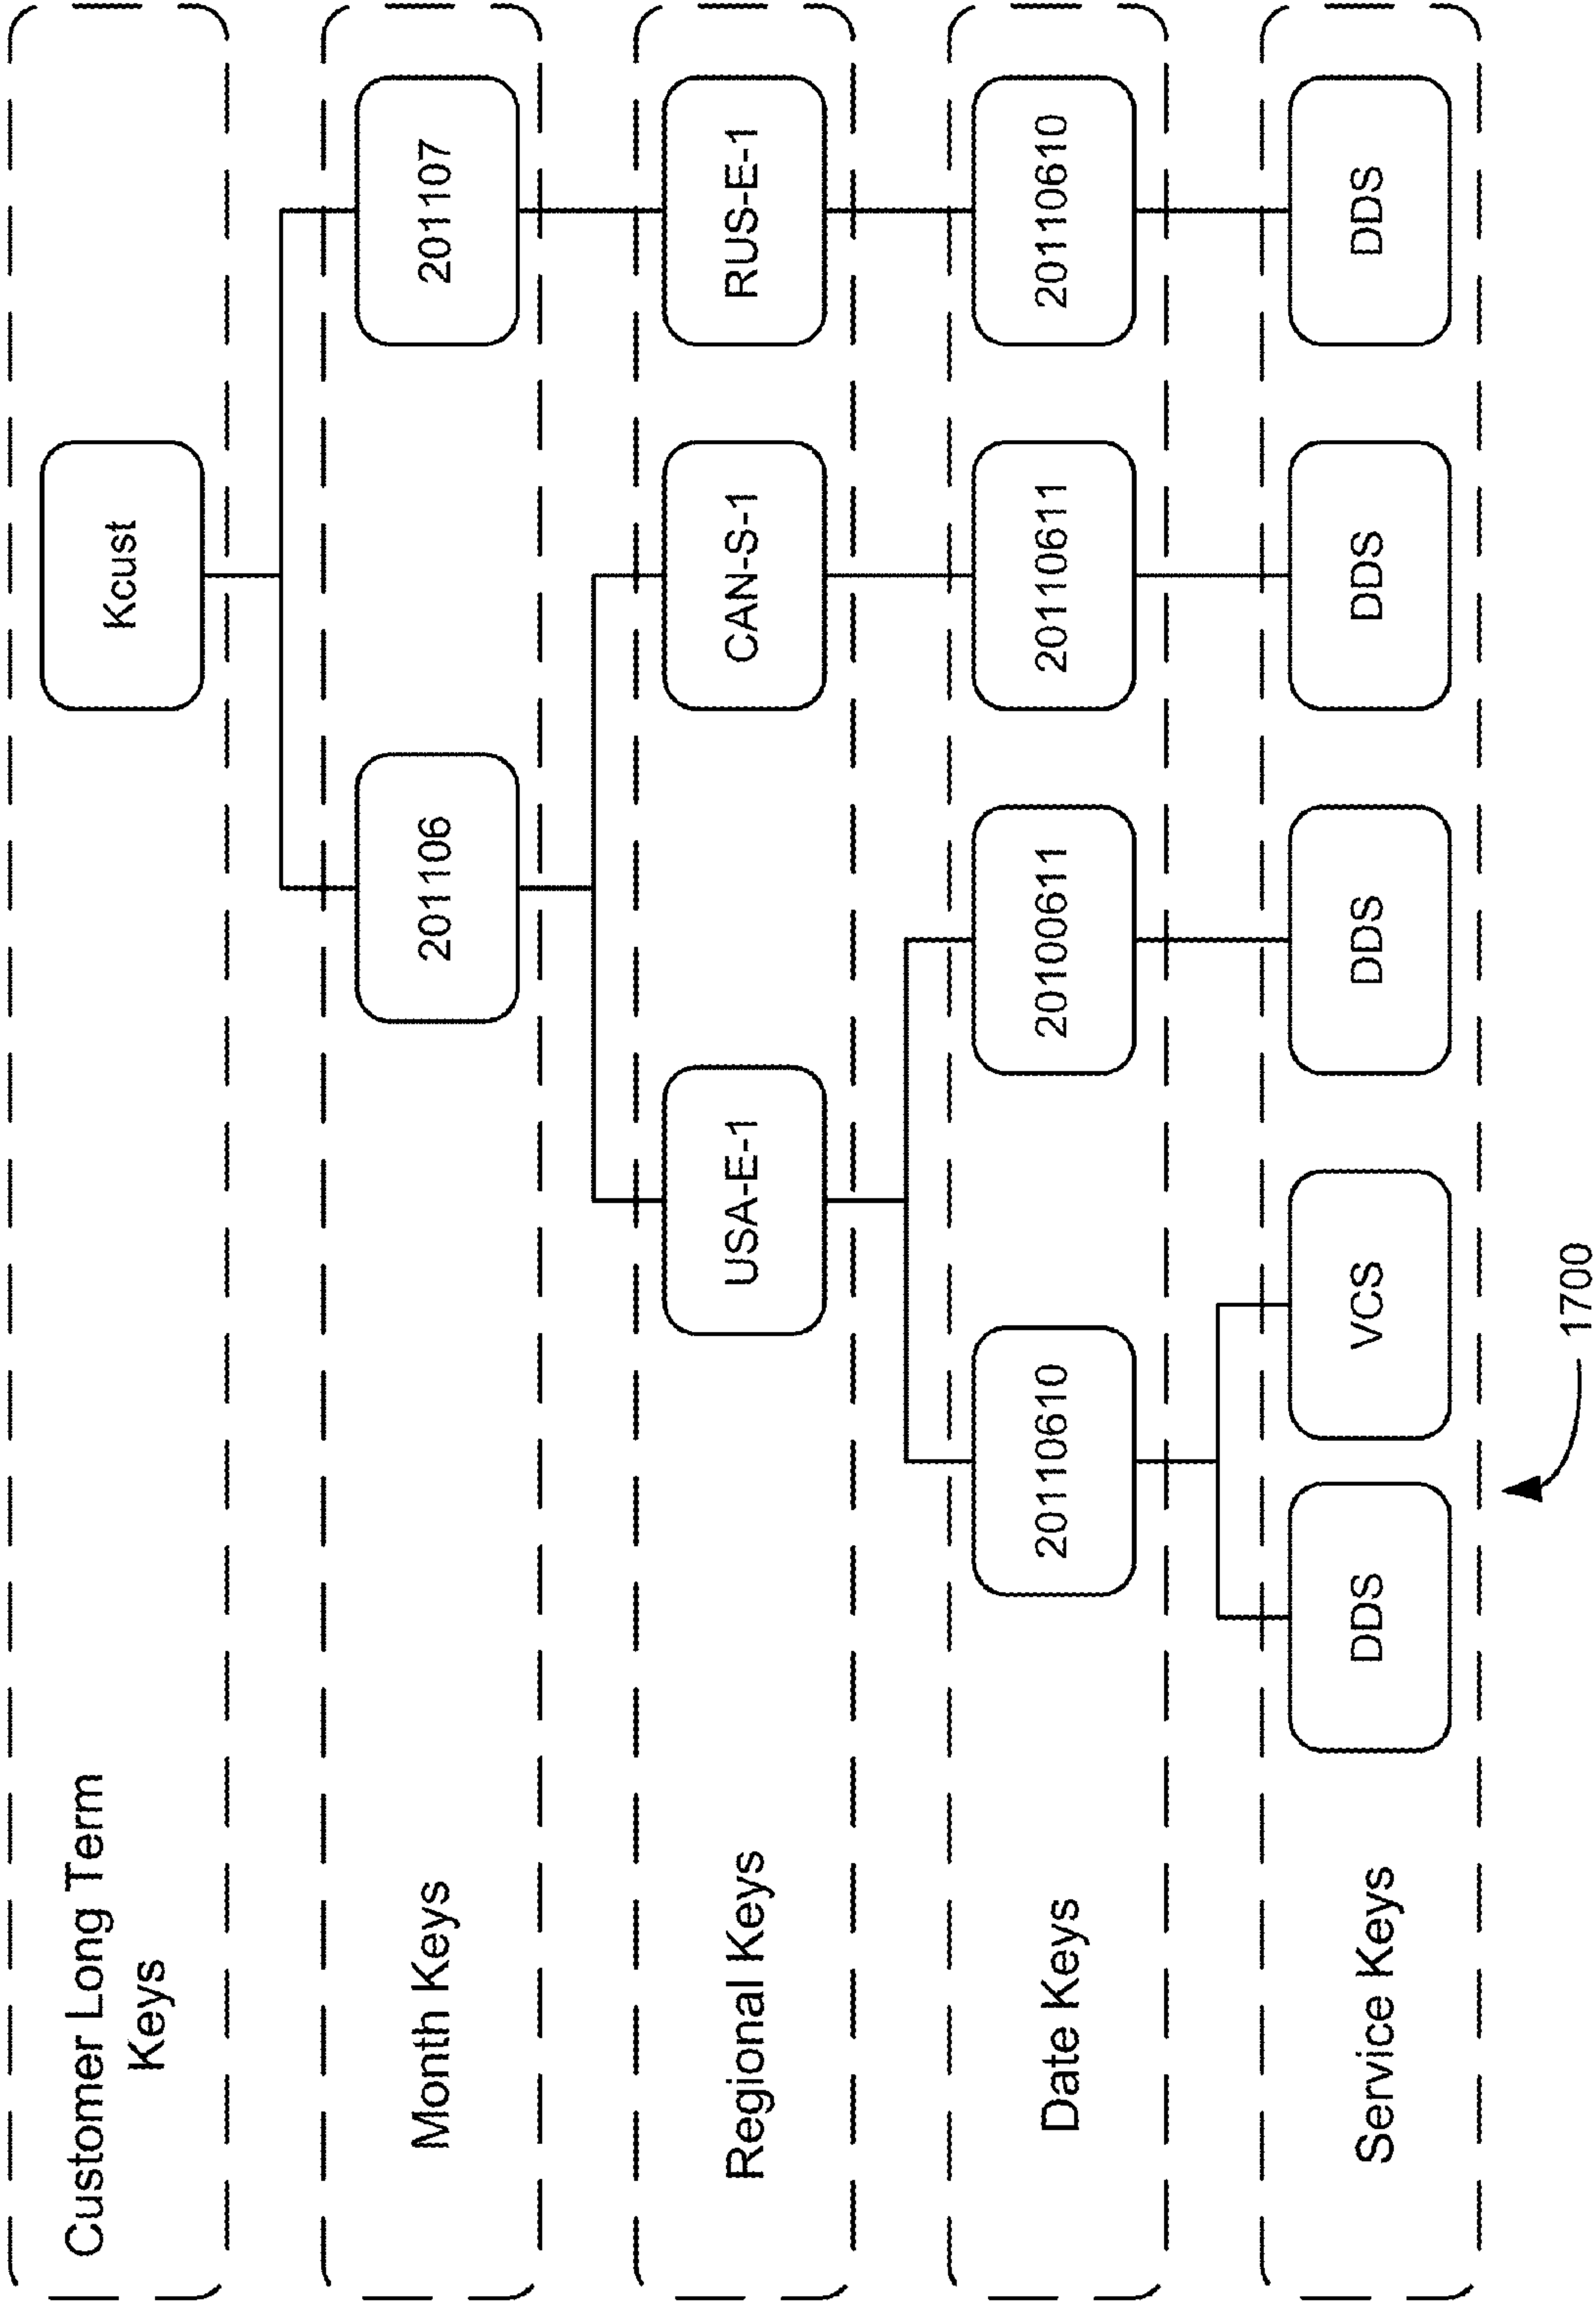 Customer Long Term
Keys
Kcust
Month Keys
201106
201107
Regional Keys
USA-E-1
CAN-S-1
RUS-E-1
Date Keys
20110610
20100611
20110611
20110610
Service Keys
DDS
VCS
DDS
DDS
DDS
1700